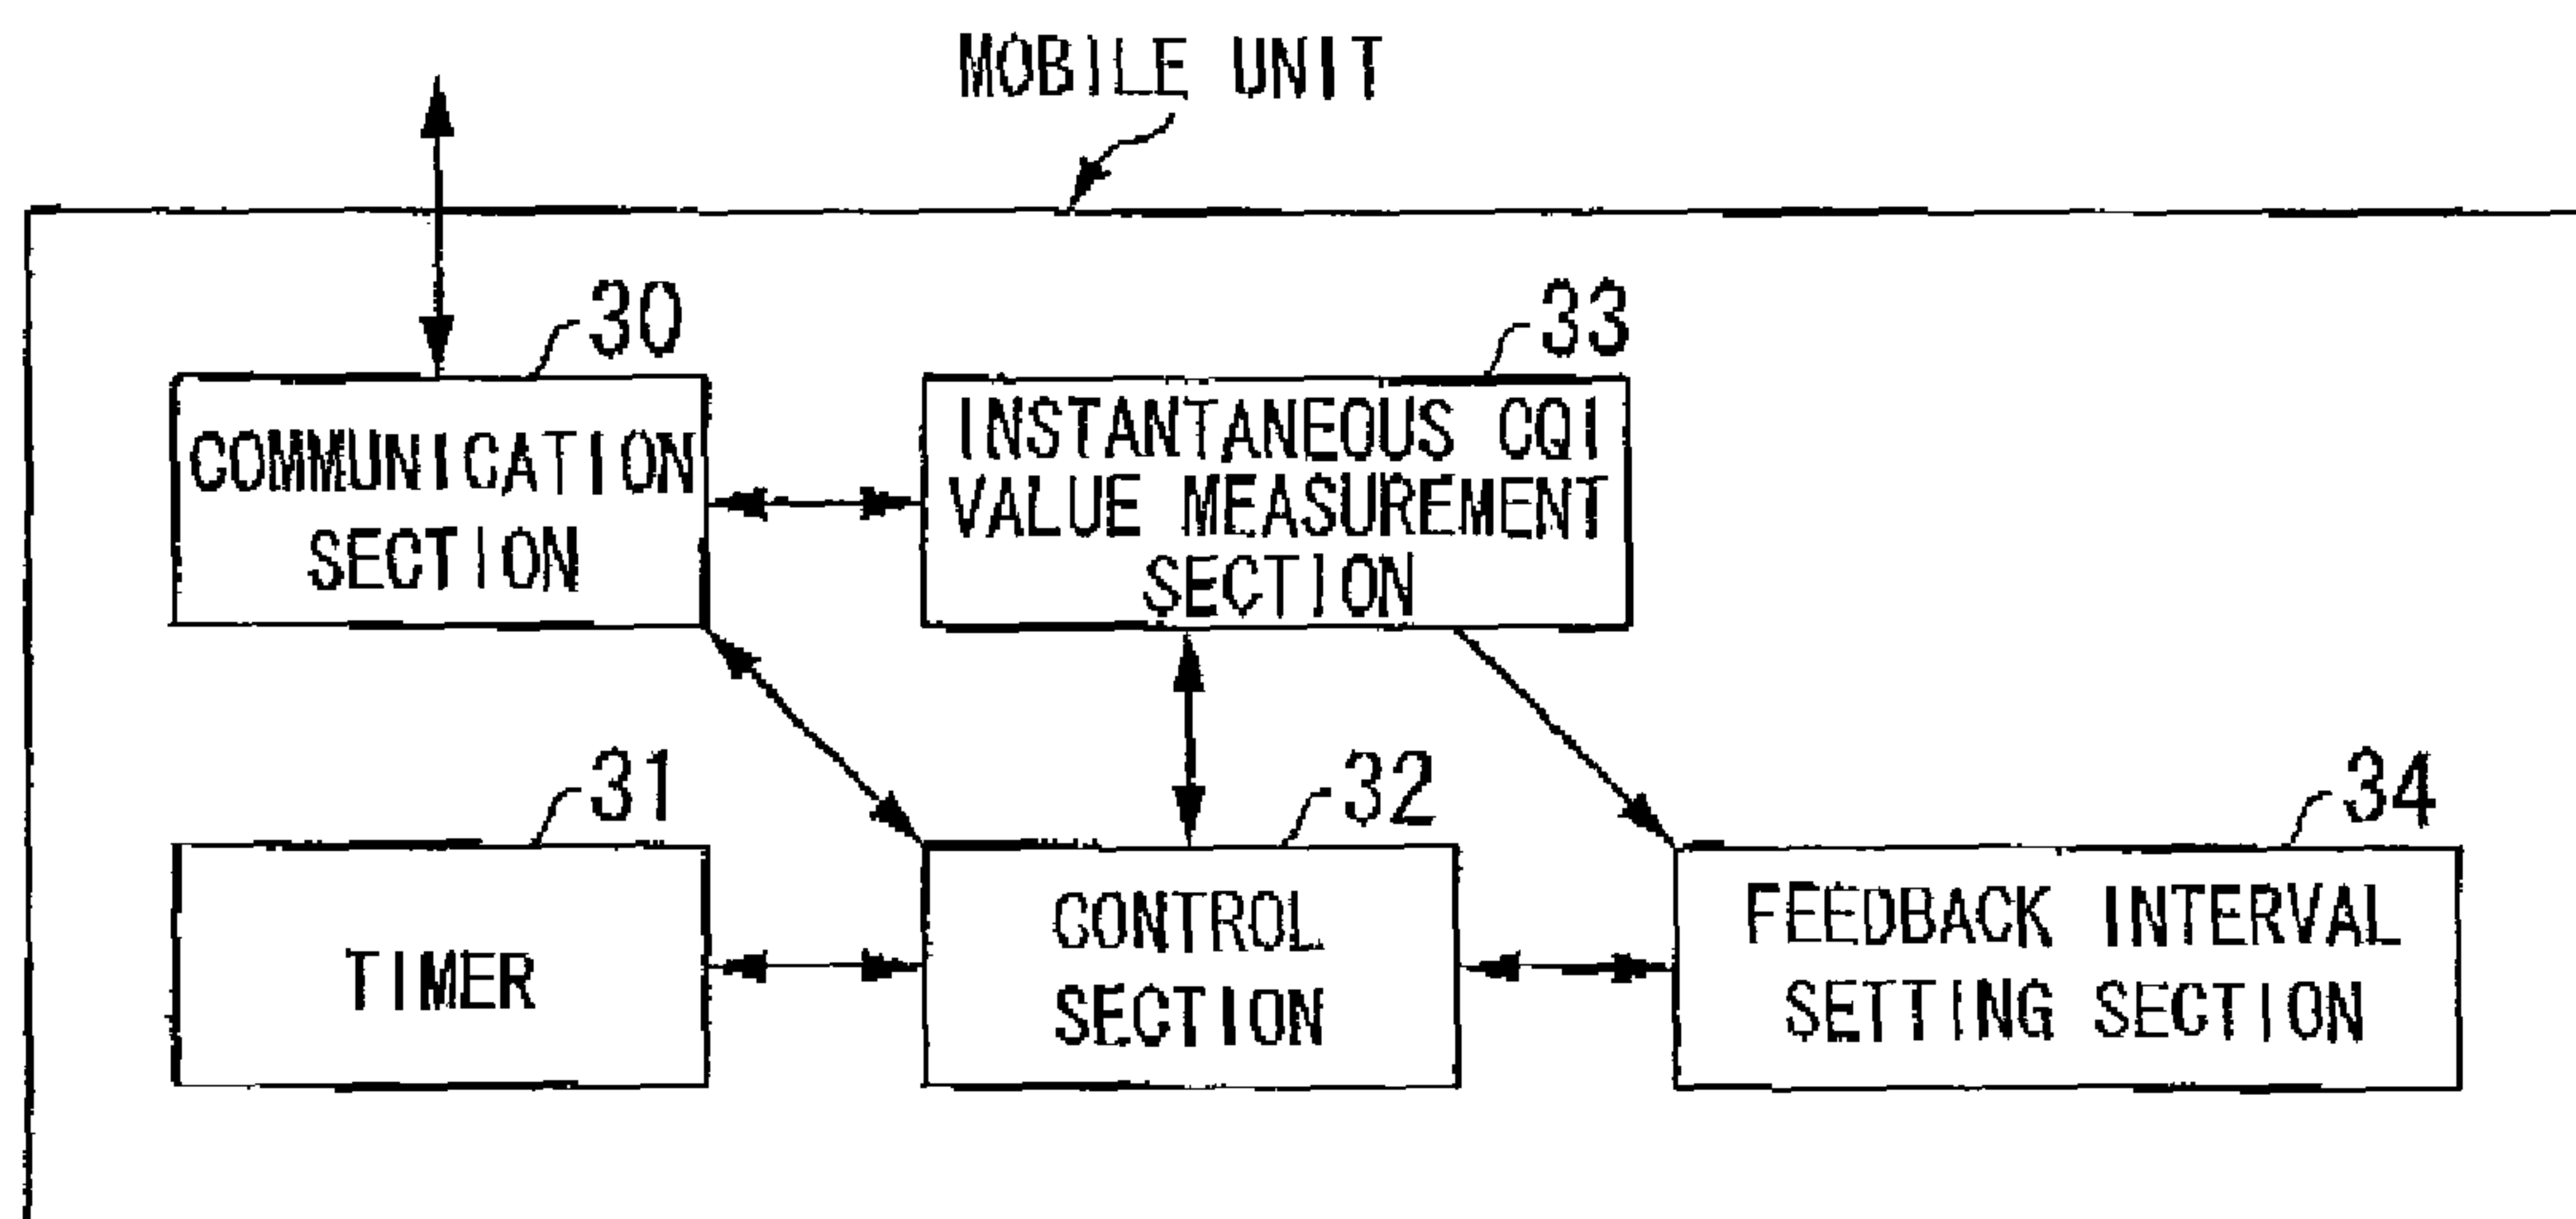 MOBILE UNIT
30
33
COMMUNICATION
SECTION
INSTANTANEOUS CQI
VALUE MEASUREMENT
SECTION
31
32
34
TIMER
CONTROL
SECTION
FEEDBACK INTERVAL
SETTING SECTION